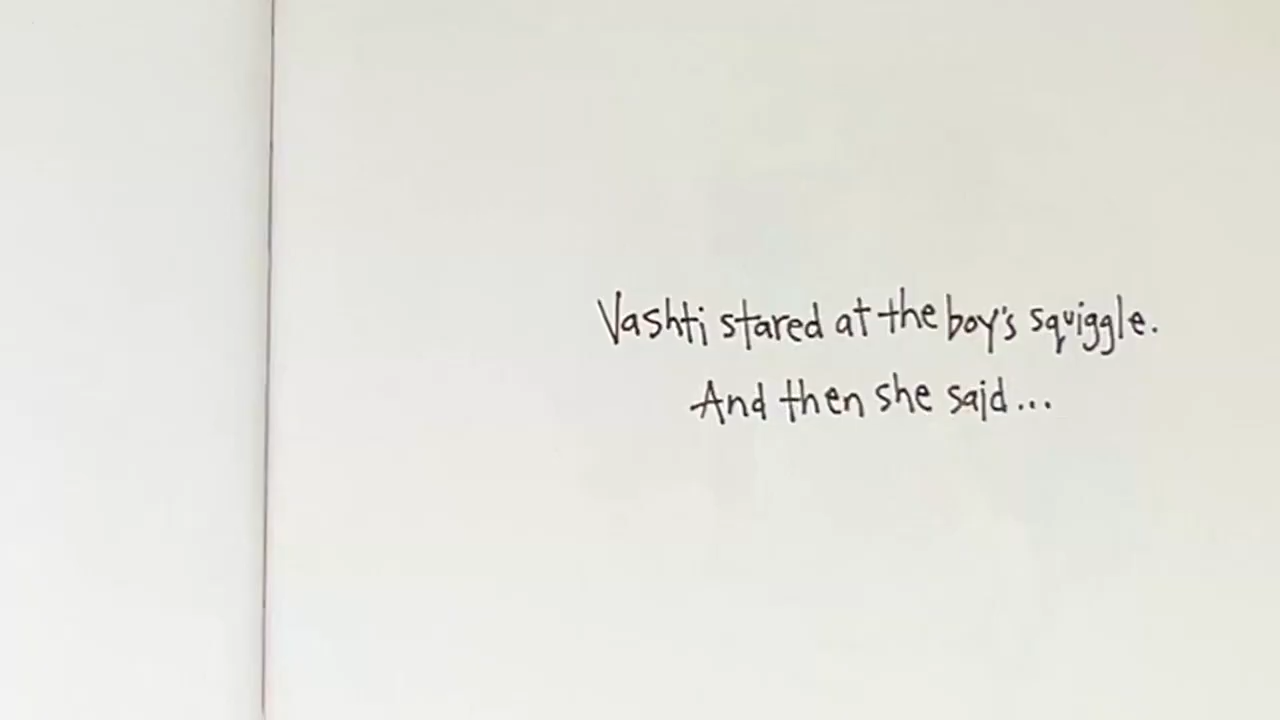 Vashti stared at the boy's squiggle.
And then she said...